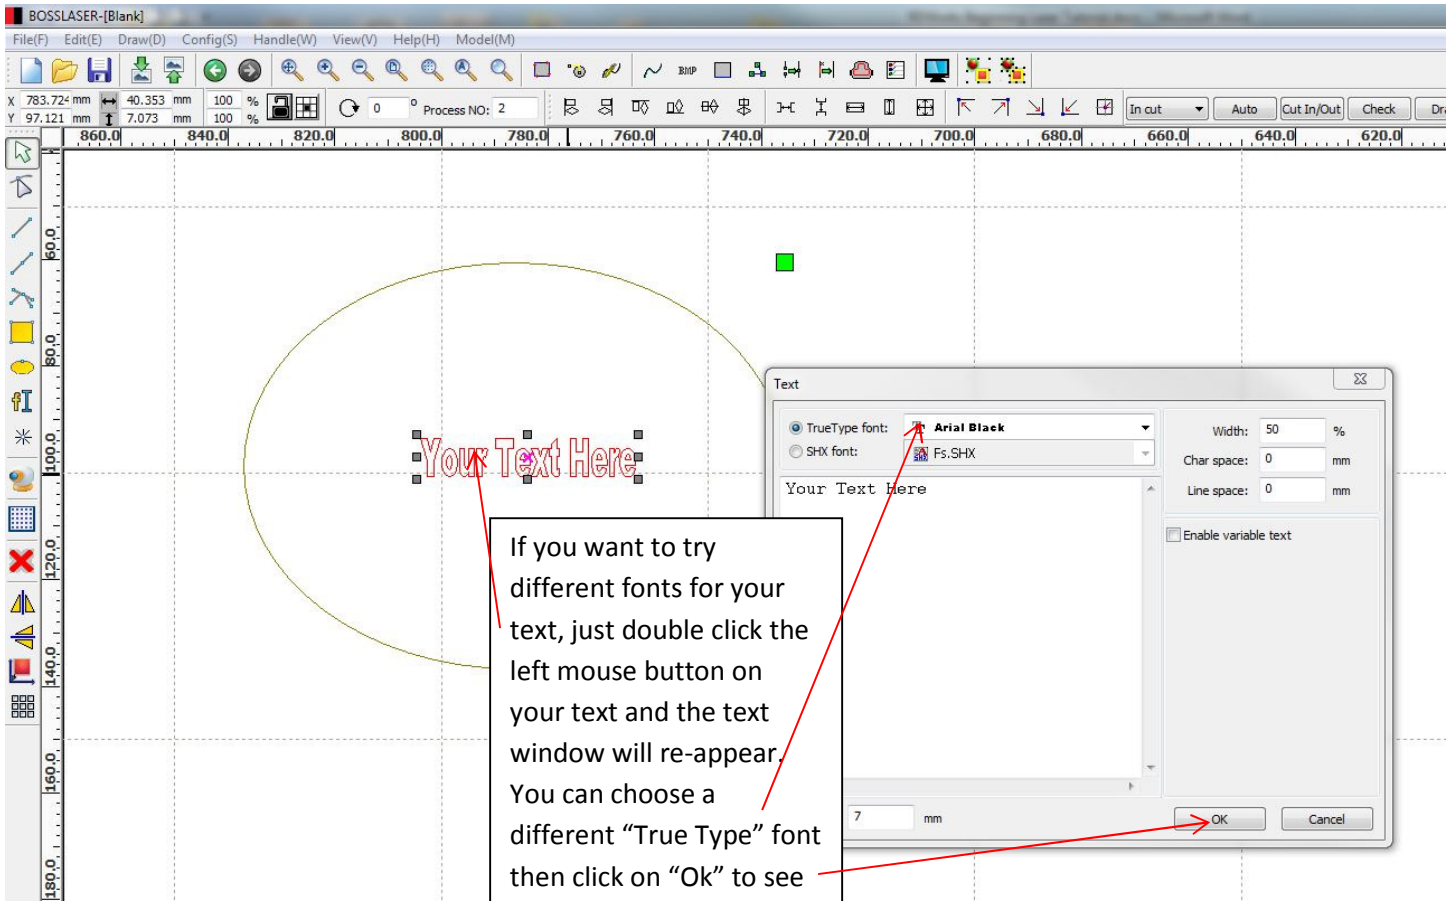 BOSSLASER-[Blank]
File(F) Edit(E) Draw(D) Config(S) Handle(W) View(V) Help(H) Model(M)
BMP
X 783.724 mm 40.353 mm 100 %
Y 97.121 mm 7.073 mm 100 %
0 ° Process NO: 2
In cut Auto Cut In/Out Check Dra
860.0 840.0 820.0 800.0 780.0 760.0 740.0 720.0 700.0 680.0 660.0 640.0 620.0
60.0
80.0
100.0
120.0
140.0
160.0
180.0
Your Text Here
Text
TrueType font: Arial Black
SHX font: Fs.SHX
Your Text Here
Width: 50 %
Char space: 0 mm
Line space: 0 mm
Enable variable text
7 mm
OK Cancel
If you want to try
different fonts for your
text, just double click the
left mouse button on
your text and the text
window will re-appear.
You can choose a
different “True Type” font
then click on “Ok” to see